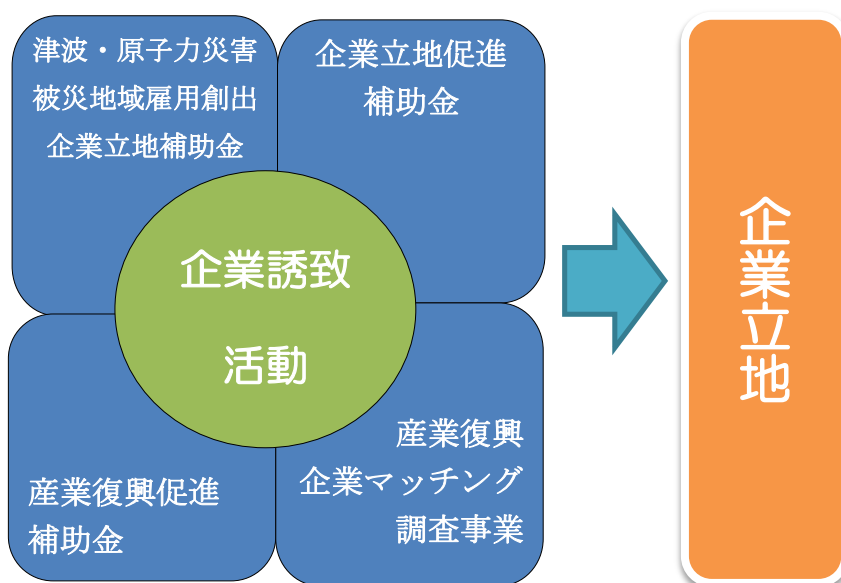 津波・原子力災害
被災地域雇用創出
企業立地補助金
企業立地促進
補助金
企業誘致
活動
産業復興促進
補助金
産業復興
企業マッチング
調査事業
企業立地